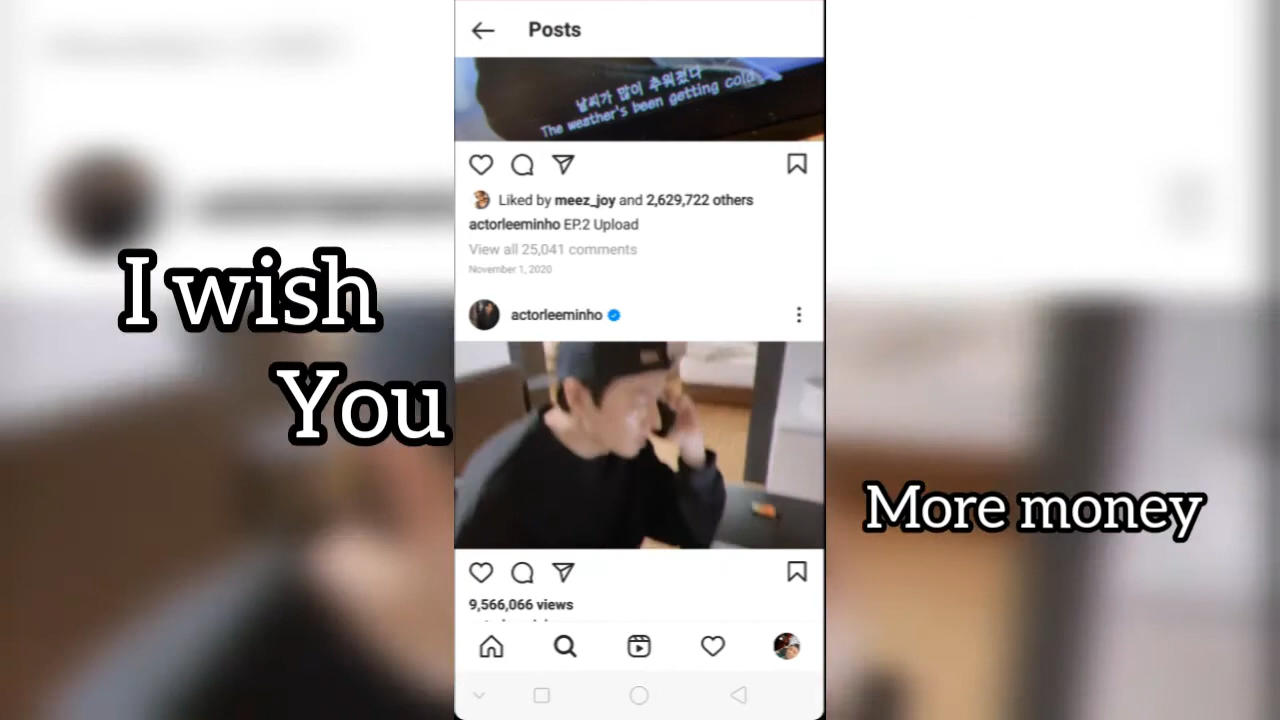 Posts
날씨가 많이 추워졌다
The weather's been getting cold
Liked by meez_joy and 2,629,722 others
actorleeminho EP.2 Upload
View all 25,041 comments
November 1, 2020
actorleeminho
I wish
You
More money
9,566,066 views